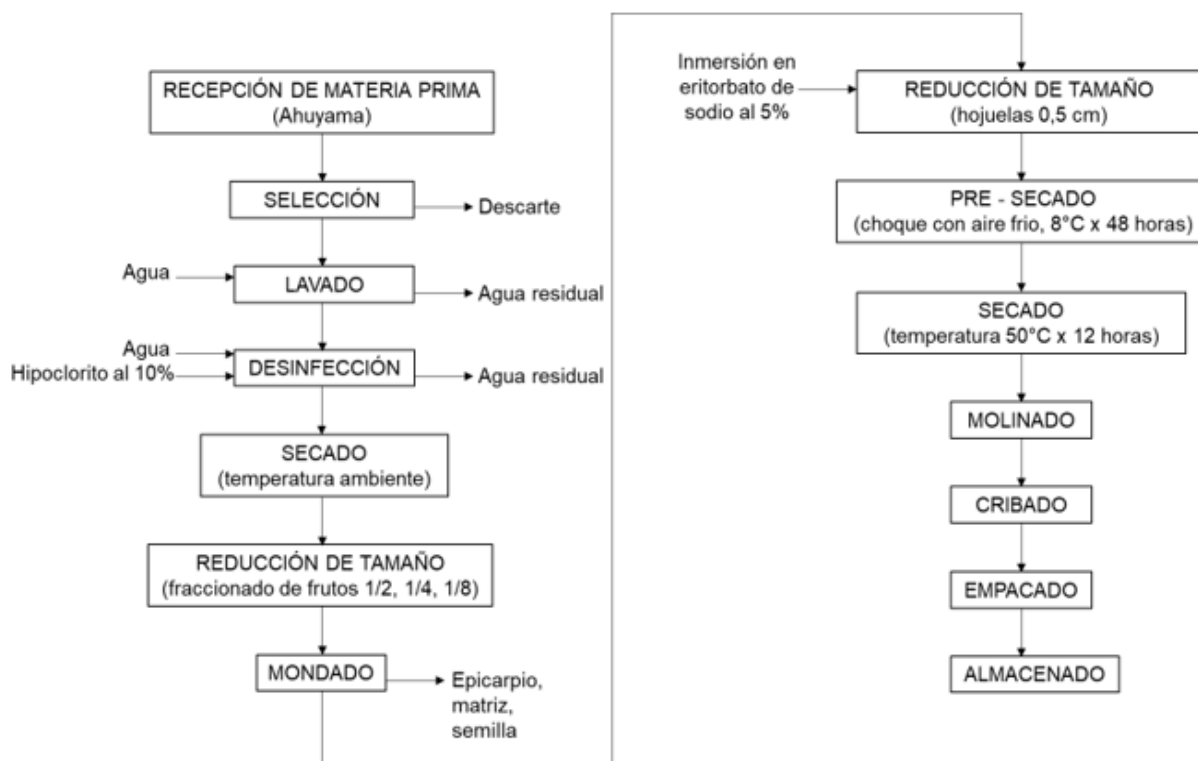 RECEPCIÓN DE MATERIA PRIMA
(Ahuyama)
SELECCIÓN
Descarte
Agua
LAVADO
Agua residual
Agua
Hipoclorito al 10%
DESINFECCIÓN
Agua residual
SECADO
(temperatura ambiente)
REDUCCIÓN DE TAMAÑO
(fraccionado de frutos 1/2, 1/4, 1/8)
MONDADO
Epicarpio,
matriz,
semilla
Inmersión en
eritorbato de
sodio al 5%
REDUCCIÓN DE TAMAÑO
(hojuelas 0,5 cm)
PRE - SECADO
(choque con aire frio, 8°C x 48 horas)
SECADO
(temperatura 50°C x 12 horas)
MOLINADO
CRIBADO
EMPACADO
ALMACENADO